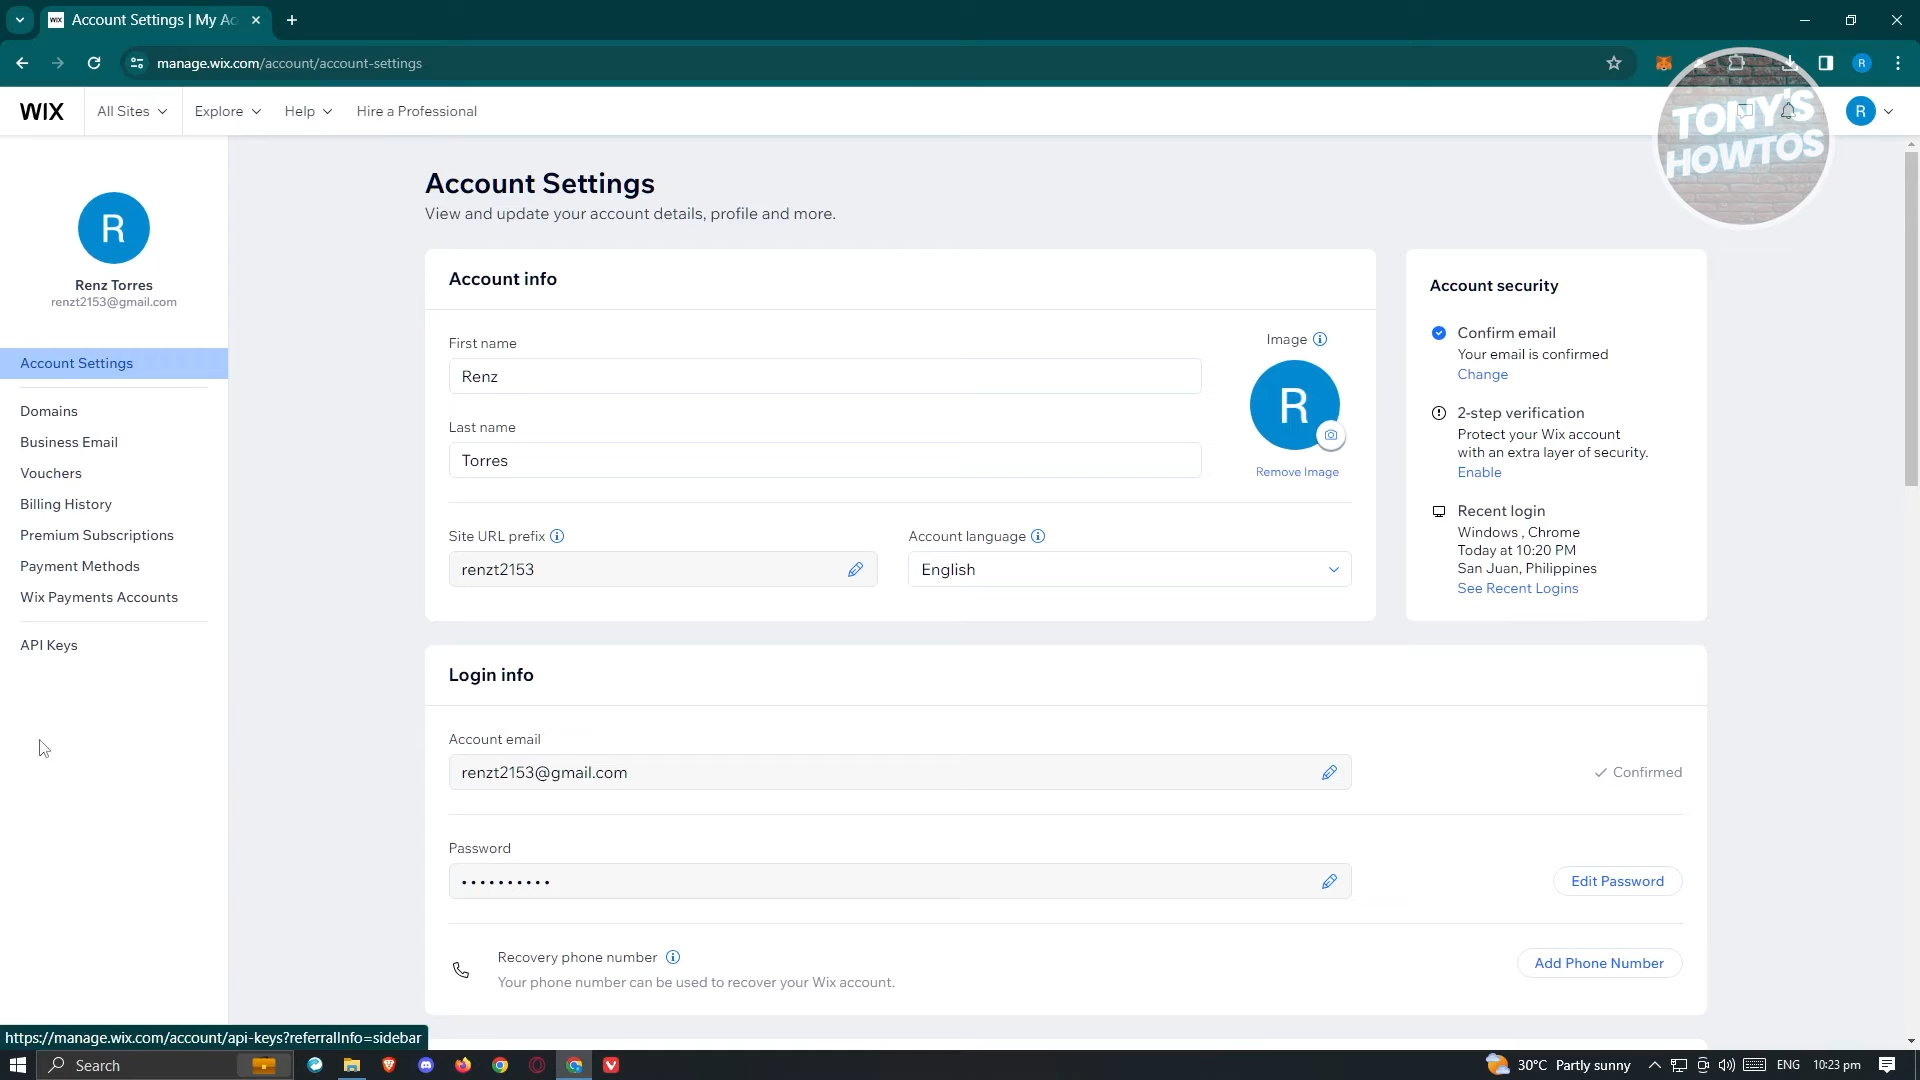 WIX
Account Settings | My Ac
manage.wix.com/account/account-settings
R
WIX
All Sites
Explore
Help
Hire a Professional
R
TONY'S
HOWTOS
R
Renz Torres
renzt2153@gmail.com
Account Settings
Domains
Business Email
Vouchers
Billing History
Premium Subscriptions
Payment Methods
Wix Payments Accounts
API Keys
Account Settings
View and update your account details, profile and more.
Account info
First name
Renz
Last name
Torres
Image
R
Remove Image
Site URL prefix
renzt2153
Account language
English
Account security
Confirm email
Your email is confirmed
Change
2-step verification
Protect your Wix account
with an extra layer of security.
Enable
Recent login
Windows , Chrome
Today at 10:20 PM
San Juan, Philippines
See Recent Logins
Login info
Account email
renzt2153@gmail.com
Confirmed
Password
Edit Password
Recovery phone number
Your phone number can be used to recover your Wix account.
Add Phone Number
https://manage.wix.com/account/api-keys?referralInfo=sidebar
Search
30°C Partly sunny
ENG
10:23 pm